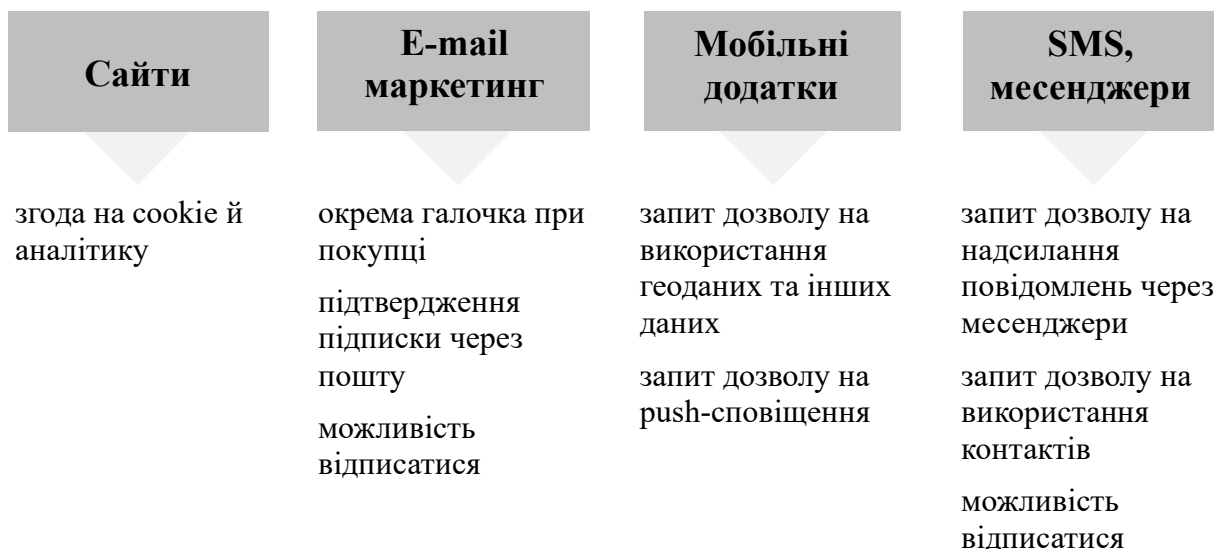 Сайти
E-mail
маркетинг
Мобільні
додатки
SMS,
месенджери
згода на cookie й
аналітику
окрема галочка при
покупці
підтвердження
підписки через
пошту
можливість
відписатися
запит дозволу на
використання
геоданих та інших
даних
запит дозволу на
push-сповіщення
запит дозволу на
надсилання
повідомлень через
месенджери
запит дозволу на
використання
контактів
можливість
відписатися